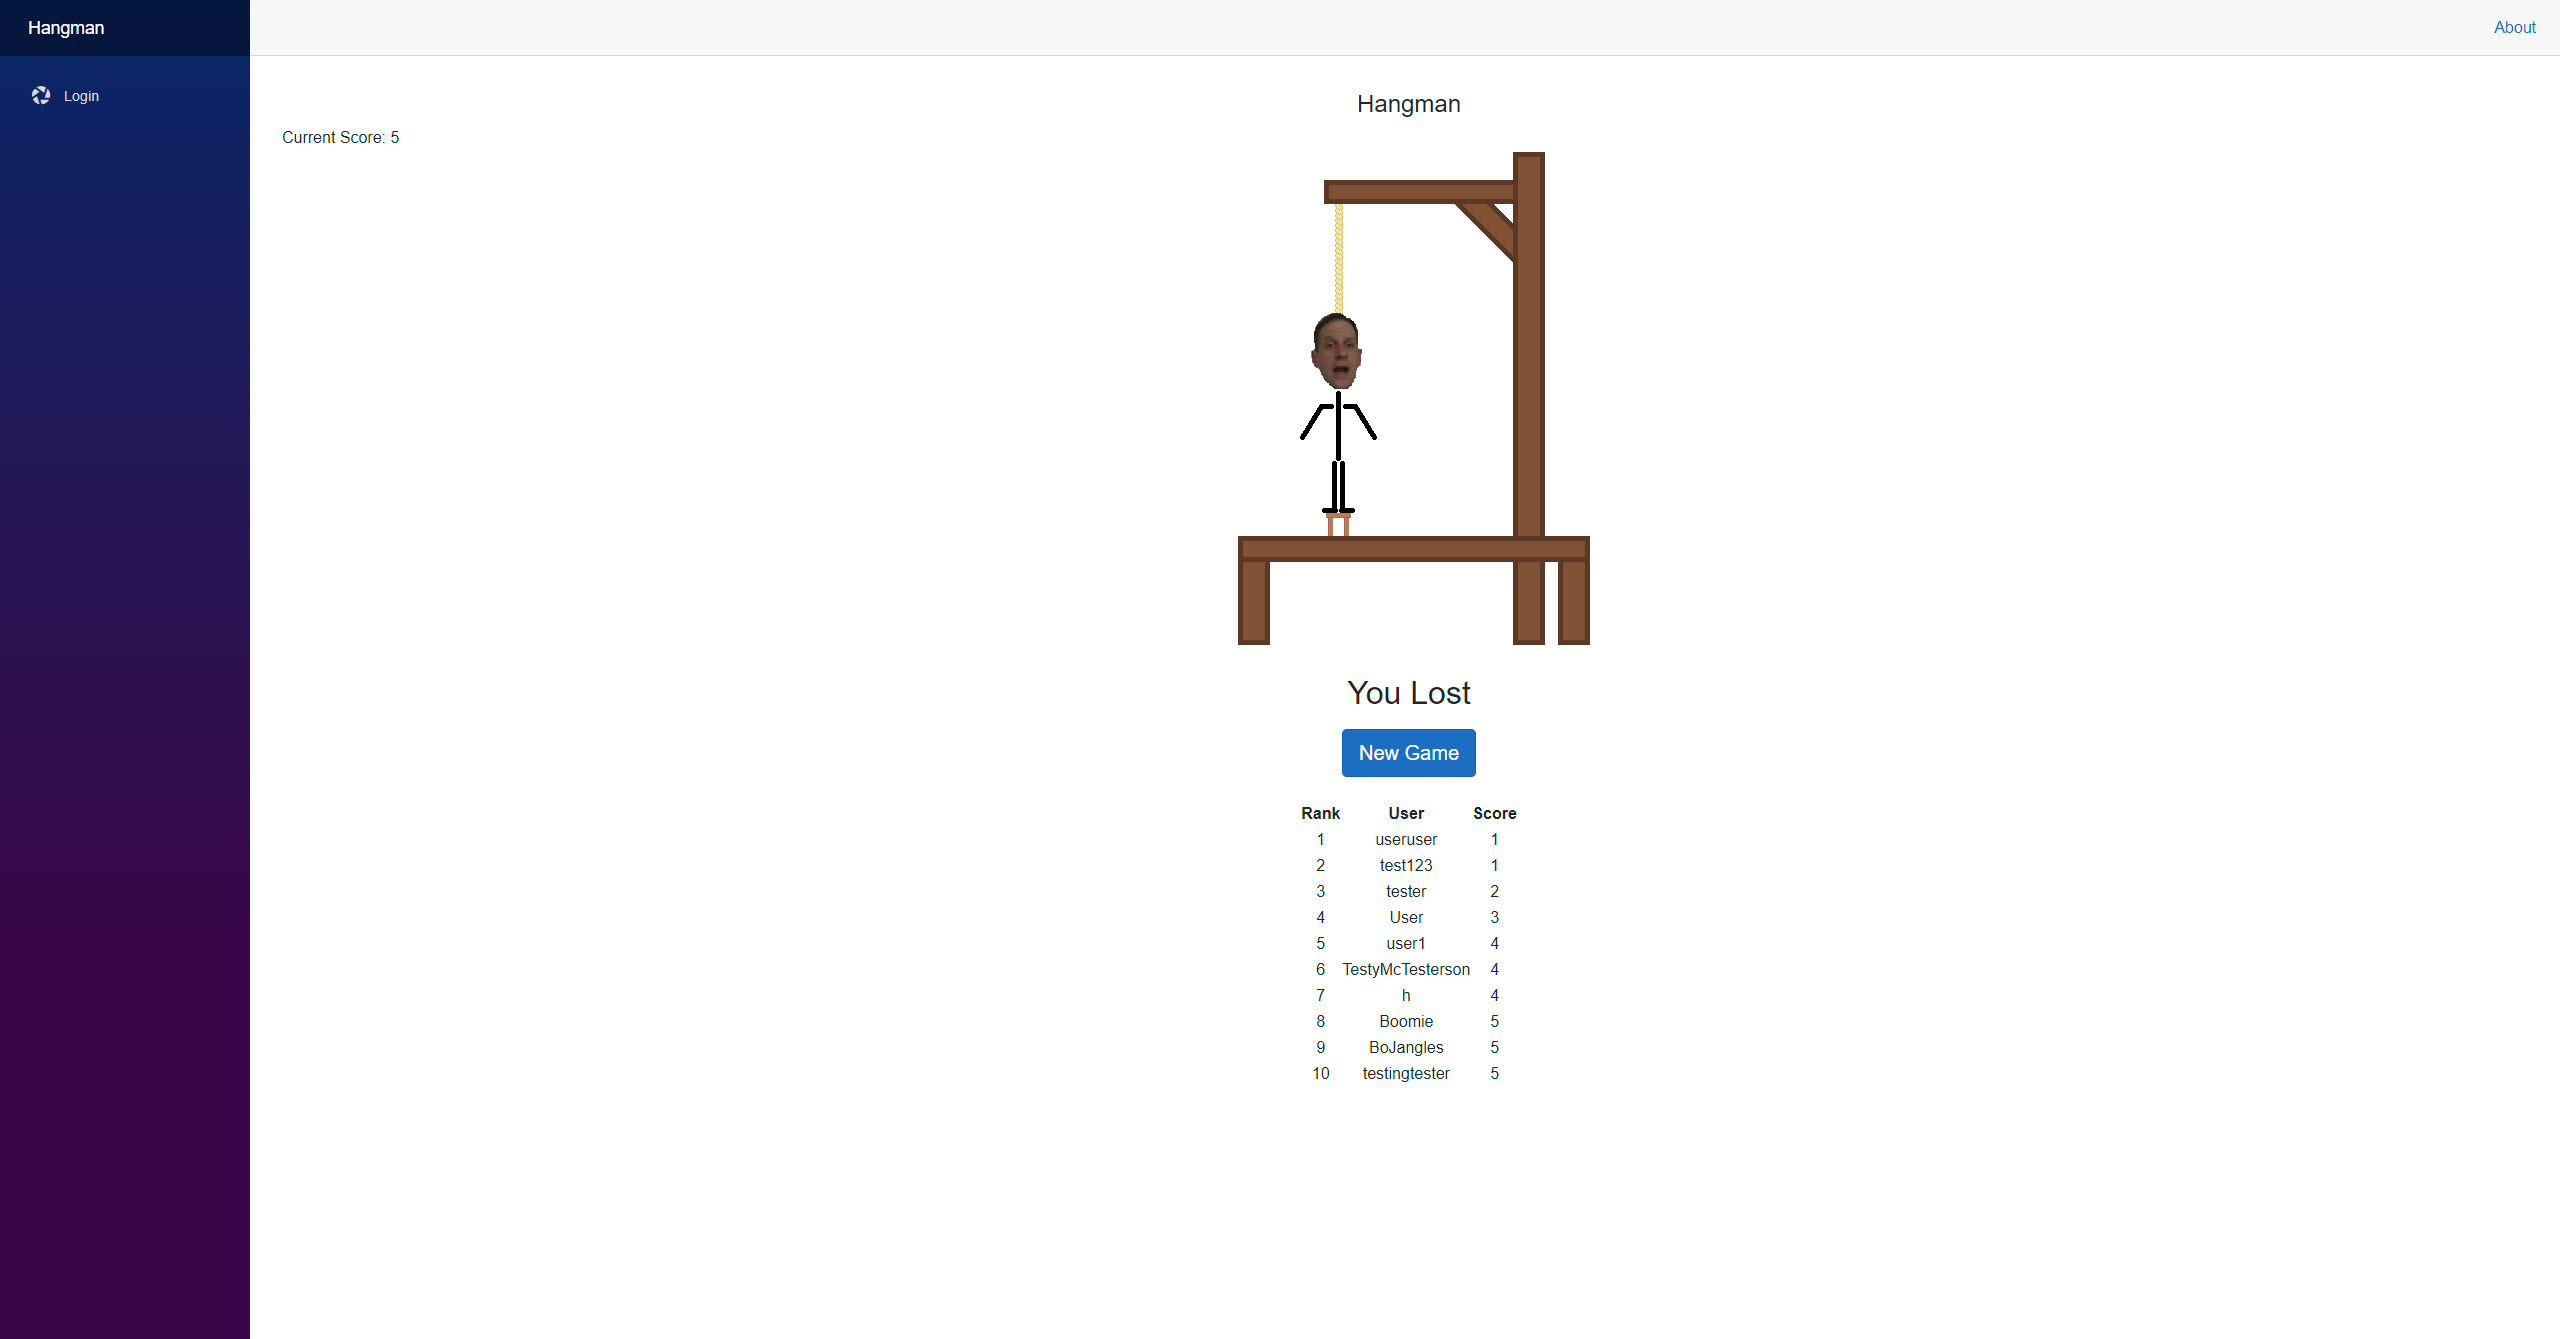 Hangman
About
Login
Hangman
Current Score: 5
You Lost
New Game
Rank User Score
1 useruser 1
2 test123 1
3 tester 2
4 User 3
5 user1 4
6 TestyMcTesterson 4
7 h 4
8 Boomie 5
9 BoJangles 5
10 testingtester 5